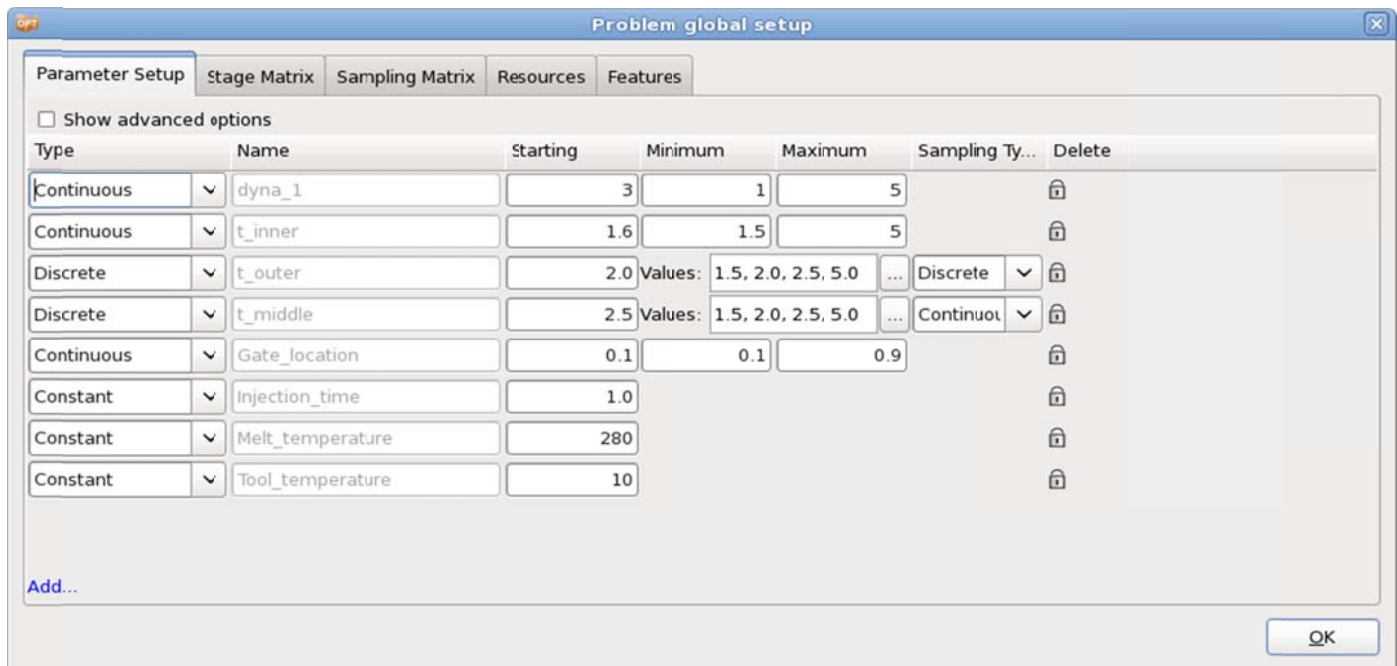 OPT Problem global setup
Parameter Setup Stage Matrix Sampling Matrix Resources Features
Show advanced options
Type Name Starting Minimum Maximum Sampling Ty... Delete
Continuous dyna_1 3 1 5
Continuous t_inner 1.6 1.5 5
Discrete t_outer 2.0 Values: 1.5, 2.0, 2.5, 5.0 ... Discrete
Discrete t_middle 2.5 Values: 1.5, 2.0, 2.5, 5.0 ... Continuou
Continuous Gate_location 0.1 0.1 0.9
Constant Injection_time 1.0
Constant Melt_temperature 280
Constant Tool_temperature 10
Add...
OK